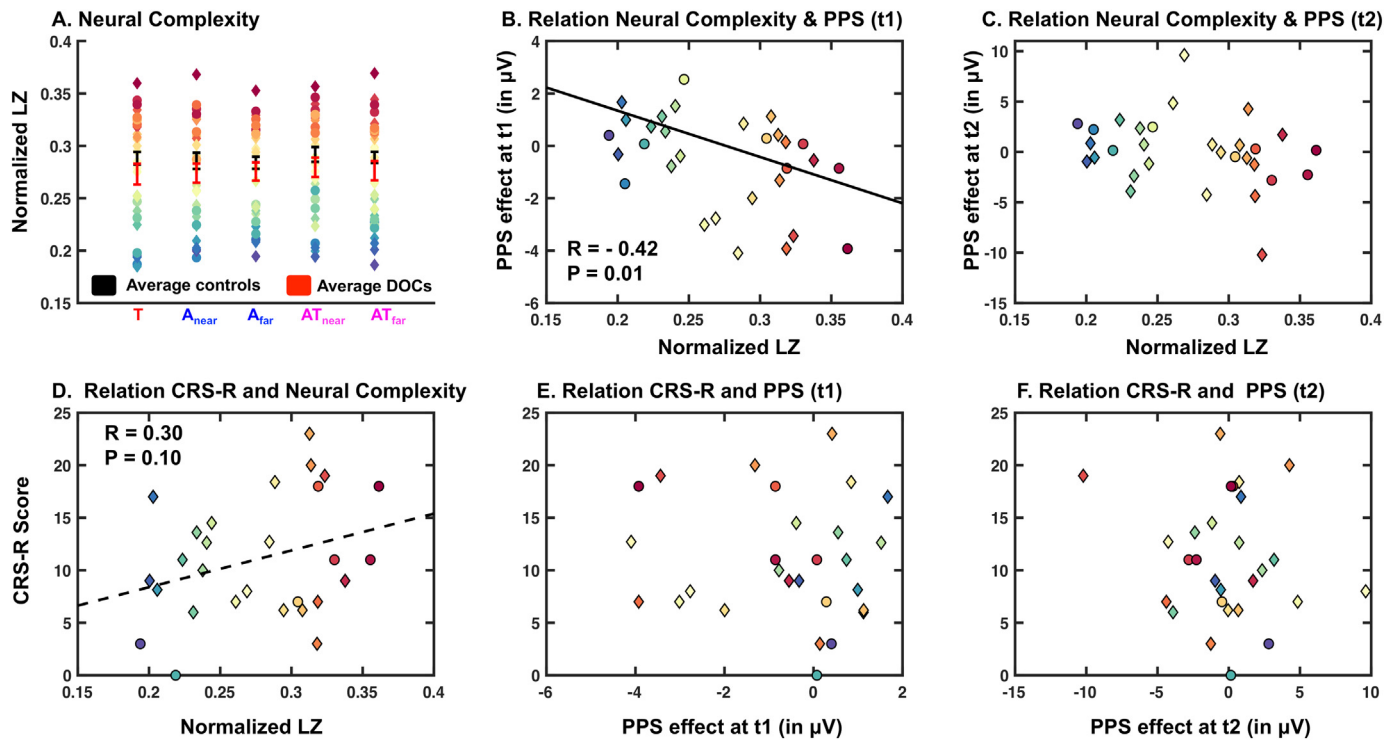 A. Neural Complexity
Normalized LZ
0.4
0.35
0.3
0.25
0.2
0.15
Average controls
Average DOCs
T
Anear
Afar
ATnear
ATfar
B. Relation Neural Complexity & PPS (t1)
PPS effect at t1 (in µV)
4
2
0
-2
-4
-6
R = - 0.42
P = 0.01
0.15 0.2 0.25 0.3 0.35 0.4
Normalized LZ
C. Relation Neural Complexity & PPS (t2)
PPS effect at t2 (in µV)
10
5
0
-5
-10
-15
0.15 0.2 0.25 0.3 0.35 0.4
Normalized LZ
D. Relation CRS-R and Neural Complexity
CRS-R Score
25
20
15
10
5
0
R = 0.30
P = 0.10
0.15 0.2 0.25 0.3 0.35 0.4
Normalized LZ
E. Relation CRS-R and PPS (t1)
25
20
15
10
5
0
-6 -4 -2 0 2
PPS effect at t1 (in µV)
F. Relation CRS-R and PPS (t2)
25
20
15
10
5
0
-15 -10 -5 0 5 10
PPS effect at t2 (in µV)